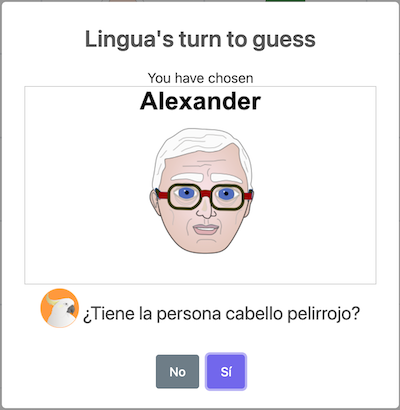 Lingua's turn to guess
You have chosen
Alexander
¿Tiene la persona cabello pelirrojo?
No
Sí